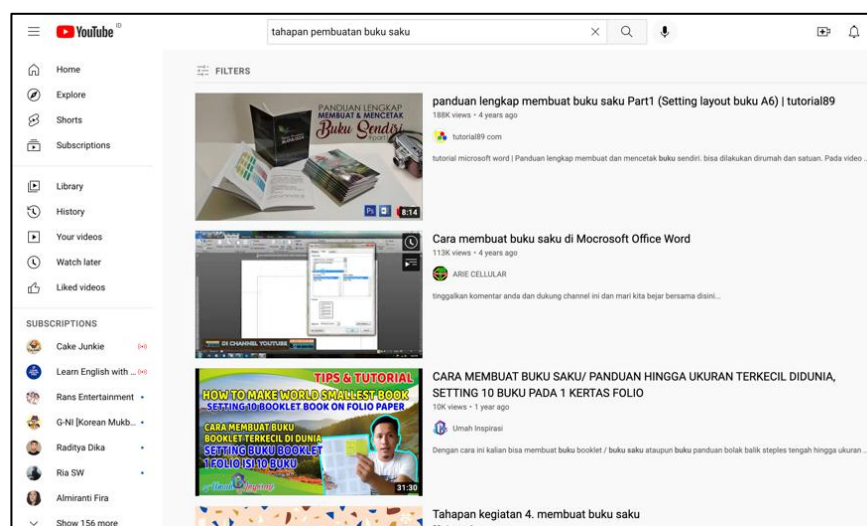 YouTube ID
tahapan pembuatan buku saku
Home
Explore
Shorts
Subscriptions
Library
History
Your videos
Watch later
Liked videos
SUBSCRIPTIONS
Cake Junkie
Learn English with ...
Rans Entertainment
G-NI [Korean Mukb...
Raditya Dika
Ria SW
Almiranti Fira
Show 156 more
FILTERS
PANDUAN LENGKAP
MEMBUAT & MENCETAK
Buku Sendiri
Ps
8:14
panduan lengkap membuat buku saku Part1 (Setting layout buku A6) | tutorial89
188K views • 4 years ago
tutorial89 com
tutorial microsoft word | Panduan lengkap membuat dan mencetak buku sendiri. bisa dilakukan dirumah dan satuan. Pada video ...
DI CHANNEL YOUTUBE
Cara membuat buku saku di Mocrosoft Office Word
113K views • 4 years ago
ARIE CELLULAR
tinggalkan komentar anda dan dukung channel ini dan mari kita bejar bersama disini...
TIPS & TUTORIAL
HOW TO MAKE WORLD SMALLEST BOOK
SETTING 10 BOOKLET BOOK ON FOLIO PAPER
CARA MEMBUAT BUKU
BOOKLET TERKECIL DI DUNIA
SETTING BUKU BOOKLET
1 FOLIO ISI 10 BUKU
Umah Inspirasi
31:30
CARA MEMBUAT BUKU SAKU/ PANDUAN HINGGA UKURAN TERKECIL DIDUNIA,
SETTING 10 BUKU PADA 1 KERTAS FOLIO
10K views • 1 year ago
Umah Inspirasi
Dengan cara ini kalian bisa membuat buku booklet / buku saku ataupun buku panduan bolak balik steples tengah hingga ukuran ...
Tahapan kegiatan 4. membuat buku saku